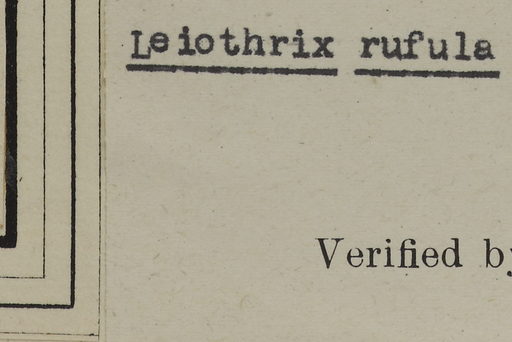 Leiothrix rufula
Verified by